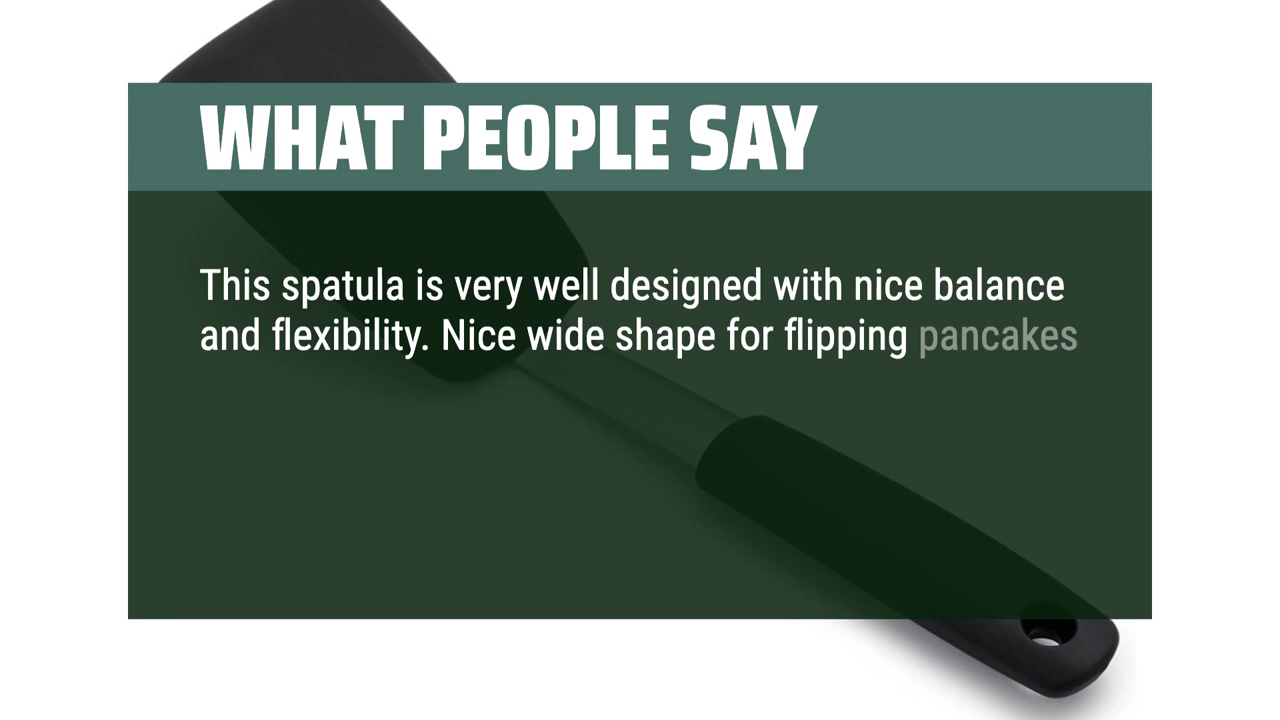 WHAT PEOPLE SAY
This spatula is very well designed with nice balance
and flexibility. Nice wide shape for flipping pancakes